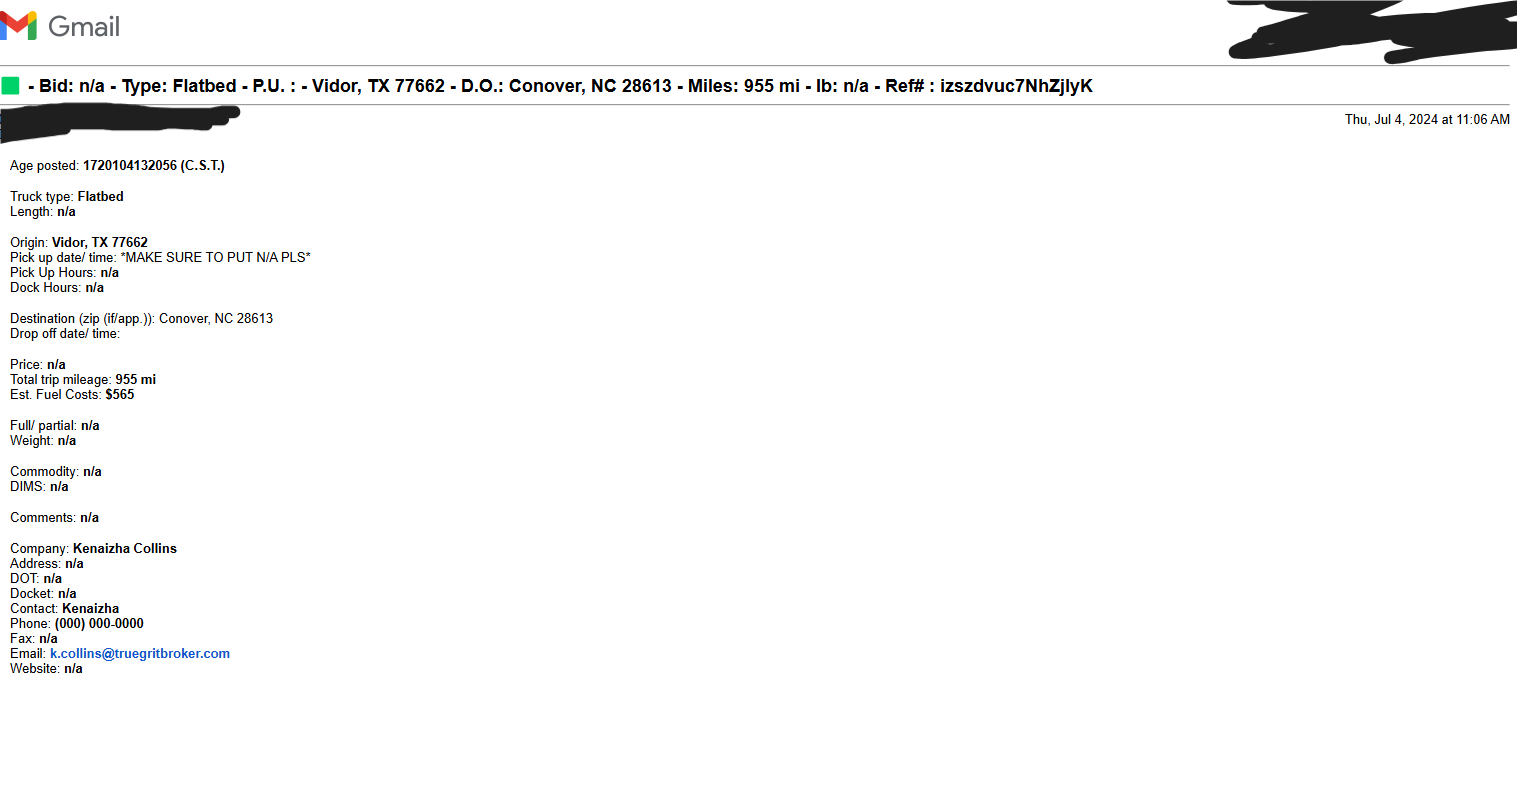 Gmail
- Bid: n/a - Type: Flatbed - P.U. : - Vidor, TX 77662 - D.O.: Conover, NC 28613 - Miles: 955 mi - lb: n/a - Ref# : izszdvuc7NhZjlyK
Thu, Jul 4, 2024 at 11:06 AM
Age posted: 1720104132056 (C.S.T.)
Truck type: Flatbed
Length: n/a
Origin: Vidor, TX 77662
Pick up date/ time: *MAKE SURE TO PUT N/A PLS*
Pick Up Hours: n/a
Dock Hours: n/a
Destination (zip (if/app.)): Conover, NC 28613
Drop off date/ time:
Price: n/a
Total trip mileage: 955 mi
Est. Fuel Costs: $565
Full/ partial: n/a
Weight: n/a
Commodity: n/a
DIMS: n/a
Comments: n/a
Company: Kenaizha Collins
Address: n/a
DOT: n/a
Docket: n/a
Contact: Kenaizha
Phone: (000) 000-0000
Fax: n/a
Email: k.collins@truegritbroker.com
Website: n/a